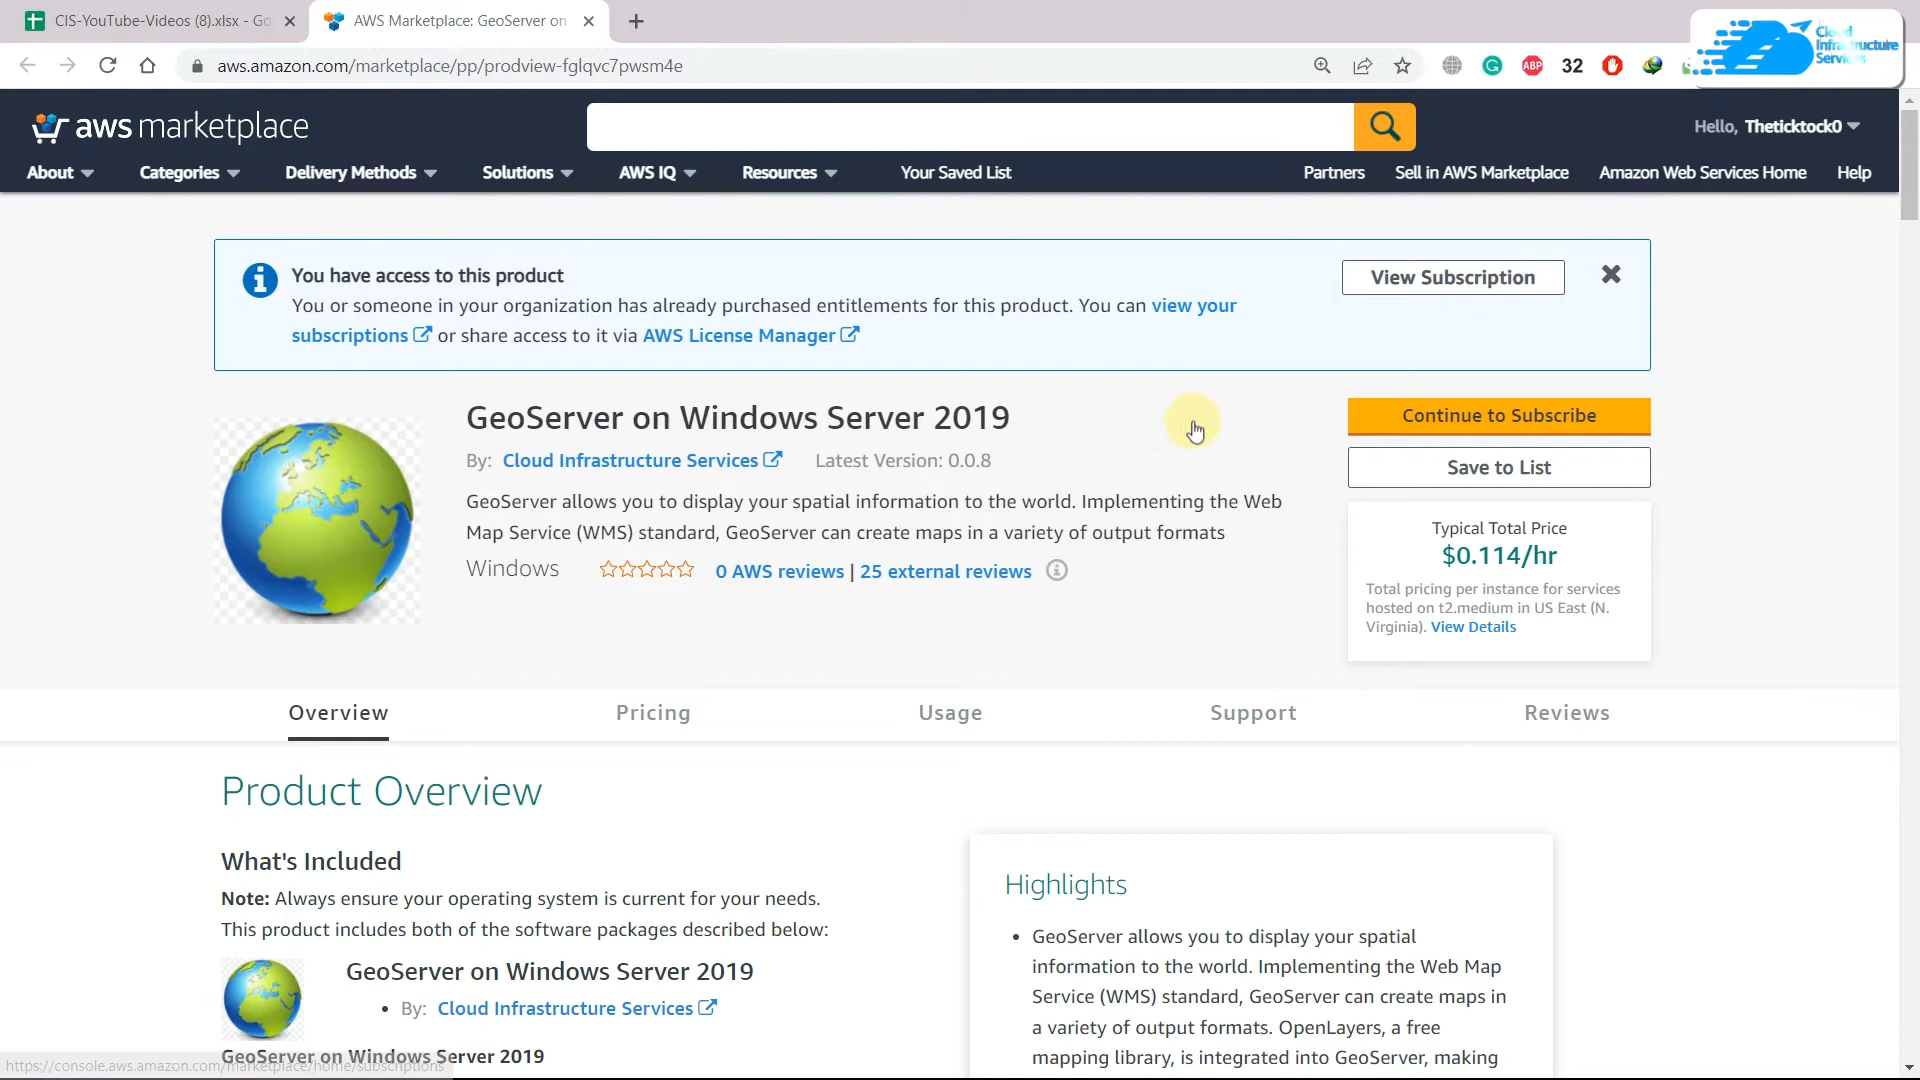 CIS-YouTube-Videos (8).xlsx - Go
AWS Marketplace: GeoServer on
aws.amazon.com/marketplace/pp/prodview-fglqvc7pwsm4e
ABP
32
Cloud
Infrastructure
Services
aws marketplace
Hello, Theticktock0
About
Categories
Delivery Methods
Solutions
AWS IQ
Resources
Your Saved List
Partners
Sell in AWS Marketplace
Amazon Web Services Home
Help
You have access to this product
You or someone in your organization has already purchased entitlements for this product. You can view your
subscriptions or share access to it via AWS License Manager
View Subscription
GeoServer on Windows Server 2019
By: Cloud Infrastructure Services Latest Version: 0.0.8
GeoServer allows you to display your spatial information to the world. Implementing the Web
Map Service (WMS) standard, GeoServer can create maps in a variety of output formats
Windows
0 AWS reviews | 25 external reviews
Continue to Subscribe
Save to List
Typical Total Price
$0.114/hr
Total pricing per instance for services
hosted on t2.medium in US East (N.
Virginia). View Details
Overview
Pricing
Usage
Support
Reviews
Product Overview
What's Included
Note: Always ensure your operating system is current for your needs.
This product includes both of the software packages described below:
GeoServer on Windows Server 2019
• By: Cloud Infrastructure Services
GeoServer on Windows Server 2019
Highlights
• GeoServer allows you to display your spatial
information to the world. Implementing the Web Map
Service (WMS) standard, GeoServer can create maps in
a variety of output formats. OpenLayers, a free
mapping library, is integrated into GeoServer, making
https://console.aws.amazon.com/marketplace/home/subscriptions